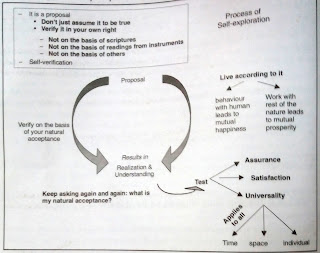 – It is a proposal
• Don't just assume it to be true
• Verify it in your own right
– Not on the basis of scriptures
– Not on the basis of readings from instruments
– Not on the basis of others
– Self-verification
Process of
Self-exploration
Proposal
Live according to it
behaviour
with human
leads to
mutual
happiness
Work with
rest of the
nature leads
to mutual
prosperity
Verify on the basis
of your natural
acceptance
Results in
Realization &
Understanding
Test
Assurance
Satisfaction
Universality
Keep asking again and again: what is
my natural acceptance?
Applies
to all
Time space individual